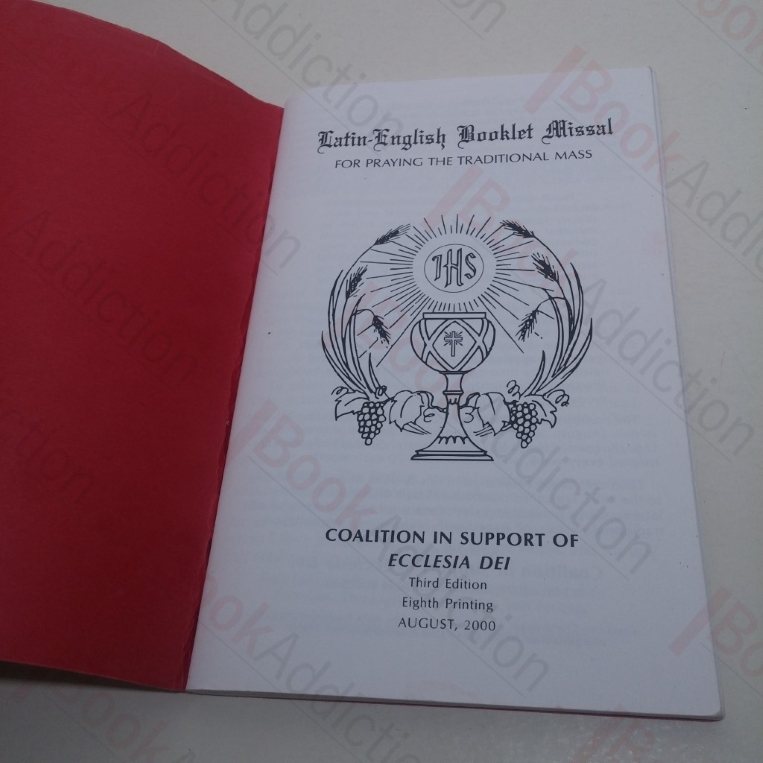 Latin-English Booklet Missal
FOR PRAYING THE TRADITIONAL MASS
IHS
COALITION IN SUPPORT OF
ECCLESIA DEI
Third Edition
Eighth Printing
AUGUST, 2000
BookAddiction